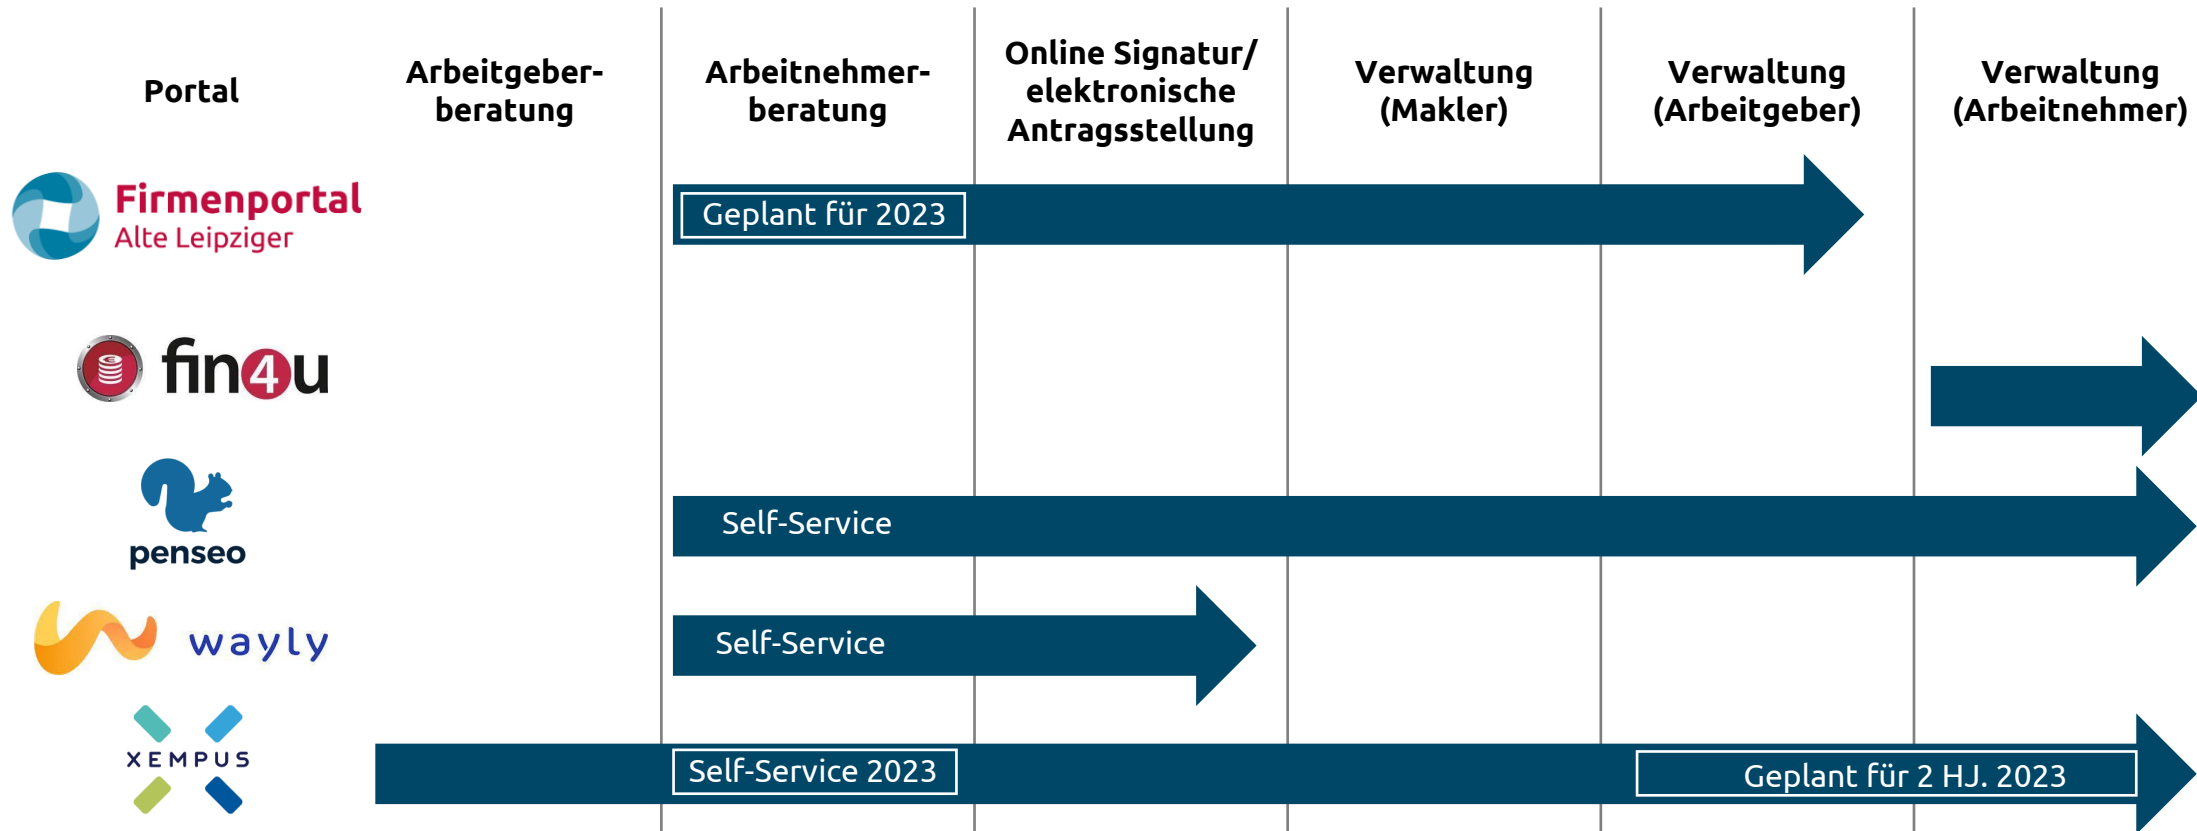 Portal
Arbeitgeber-
beratung
Arbeitnehmer-
beratung
Online Signatur/
elektronische
Antragsstellung
Verwaltung
(Makler)
Verwaltung
(Arbeitgeber)
Verwaltung
(Arbeitnehmer)
Firmenportal
Alte Leipziger
Geplant für 2023
fin4u
penseo
Self-Service
wayly
Self-Service
XEMPUS
Self-Service 2023
Geplant für 2 HJ. 2023